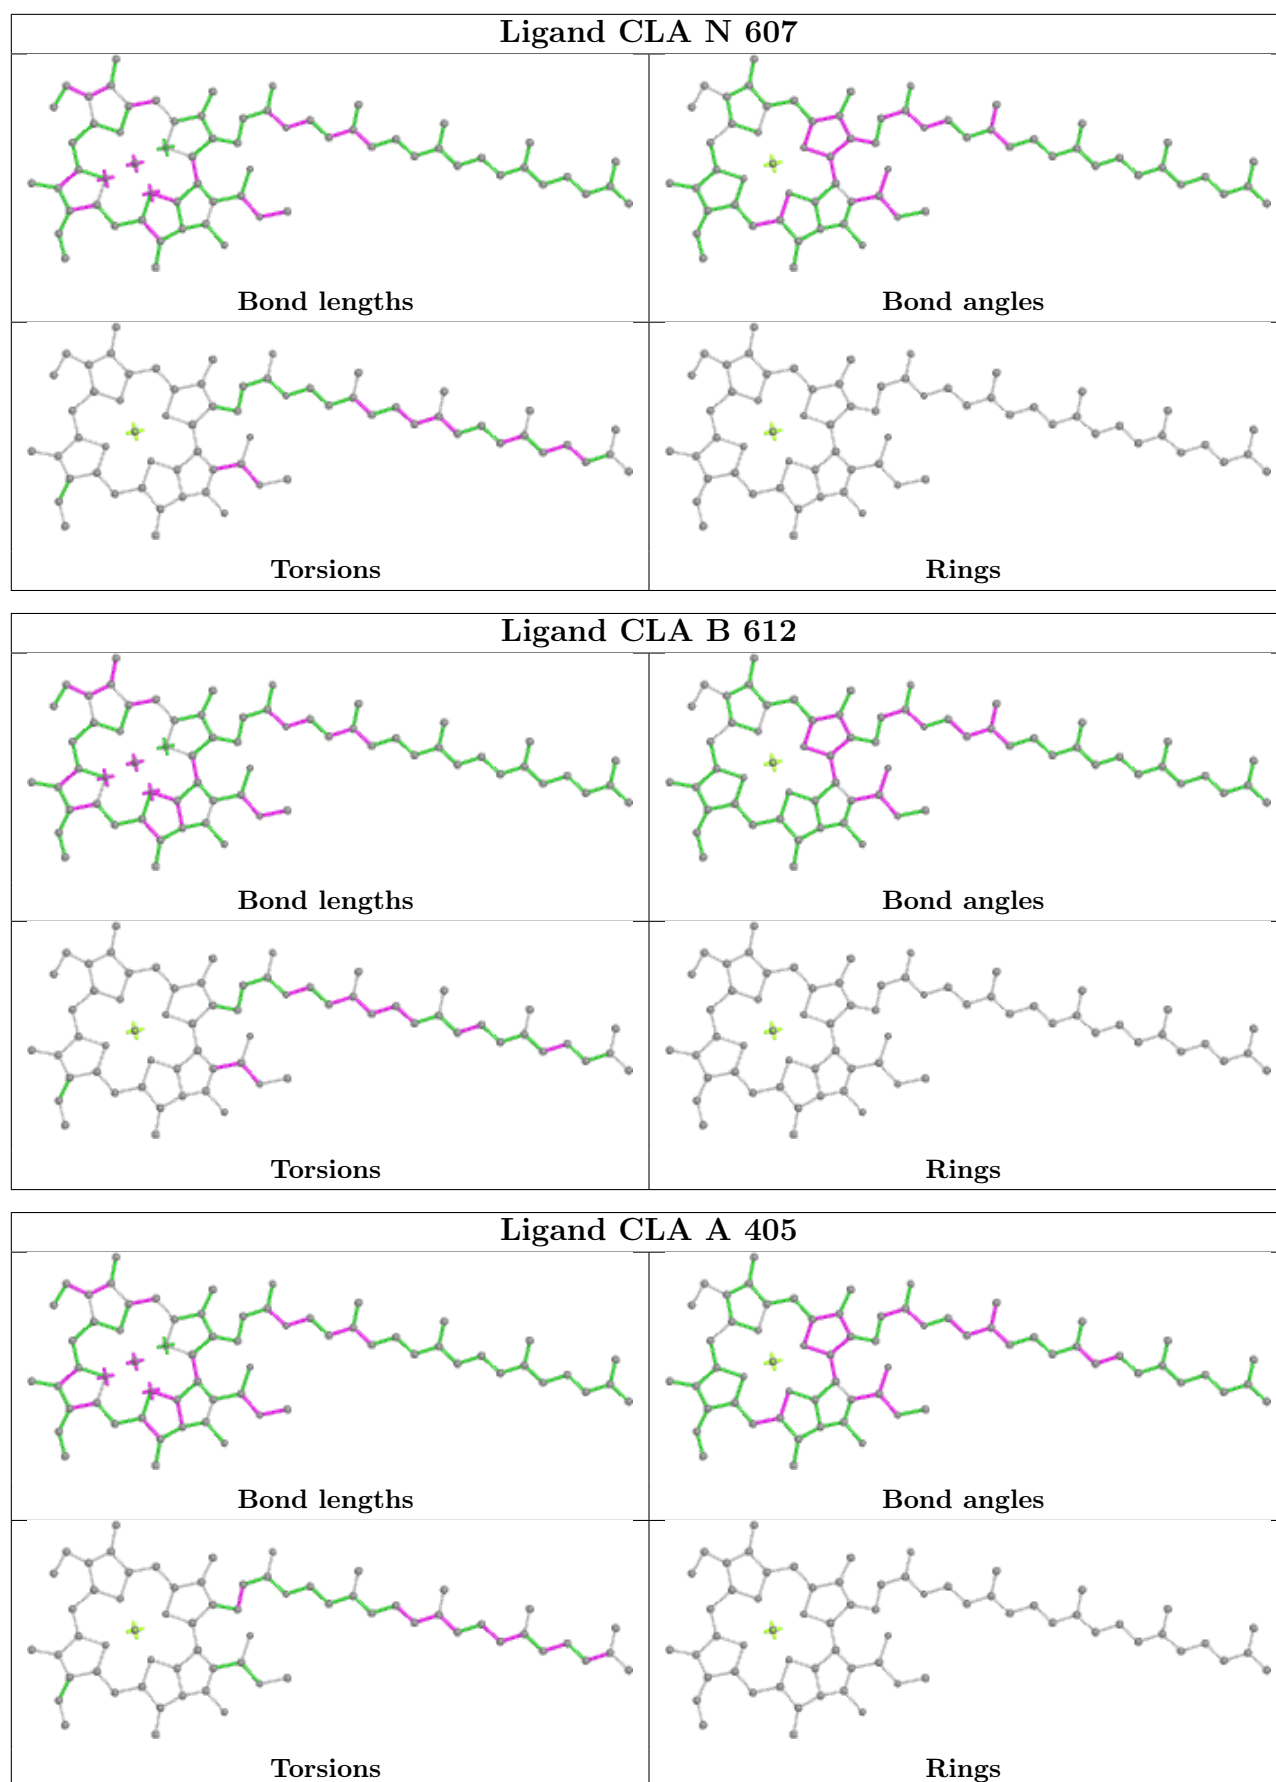 Ligand CLA N 607
Bond lengths
Bond angles
Torsions
Rings
Ligand CLA B 612
Bond lengths
Bond angles
Torsions
Rings
Ligand CLA A 405
Bond lengths
Bond angles
Torsions
Rings